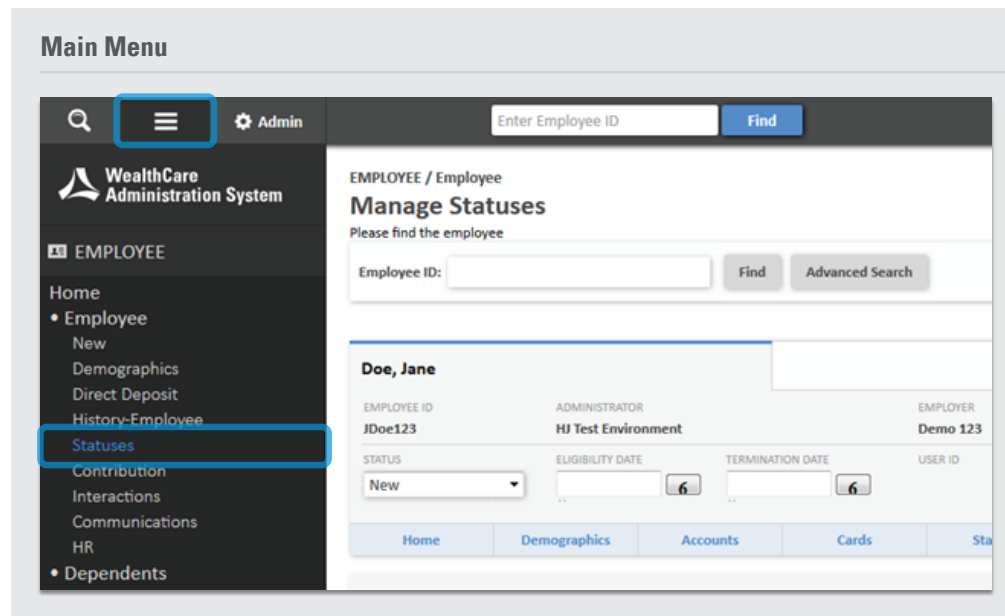 Main Menu
Admin
Enter Employee ID
Find
WealthCare
Administration System
EMPLOYEE
Home
• Employee
New
Demographics
Direct Deposit
History-Employee
Statuses
Contribution
Interactions
Communications
HR
• Dependents
EMPLOYEE / Employee
Manage Statuses
Please find the employee
Employee ID:
Find
Advanced Search
Doe, Jane
EMPLOYEE ID
ADMINISTRATOR
EMPLOYER
JDoe123
HJ Test Environment
Demo 123
STATUS
ELIGIBILITY DATE
TERMINATION DATE
USER ID
New
6
6
Home
Demographics
Accounts
Cards
Sta